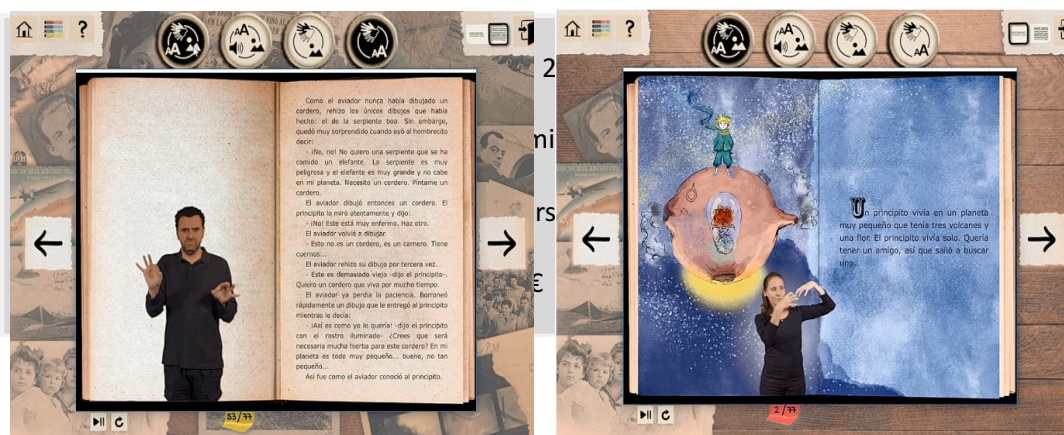 ?
AA
AA
AA
Como el aviador nunca había dibujado un
cordero, rehizo los únicos dibujos que había
hecho: el de la serpiente boa. Sin embargo,
quedó muy sorprendido cuando oyó al hombrecito
decir:
- ¡No, no! No quiero una serpiente que se ha
comido un elefante. La serpiente es muy
peligrosa y el elefante es muy grande y no cabe
en mi planeta. Necesito un cordero. Píntame un
cordero.
El aviador dibujó entonces un cordero. El
principito lo miró atentamente y dijo:
- ¡No! Este está muy enfermo. Haz otro.
El aviador volvió a dibujar.
- Esto no es un cordero, es un carnero. Tiene
cuernos...
El aviador rehizo su dibujo por tercera vez.
- Este es demasiado viejo -dijo el principito-.
Quiero un cordero que viva por mucho tiempo.
El aviador ya perdía la paciencia. Borroneó
rápidamente un dibujo que le entregó al principito
mientras le decía:
- ¡Así es como yo lo quería! -dijo el principito
con el rostro iluminado- ¿Crees que será
necesaria mucha hierba para este cordero? En mi
planeta es todo muy pequeño... bueno, no tan
pequeño...
Así fue como el aviador conoció al principito.
53/77
2
mi
rs
€
?
AA
AA
AA
Un principito vivía en un planeta
muy pequeño que tenía tres volcanes y
una flor. El principito vivía solo. Quería
tener un amigo, así que salió a buscar
uno.
2/77